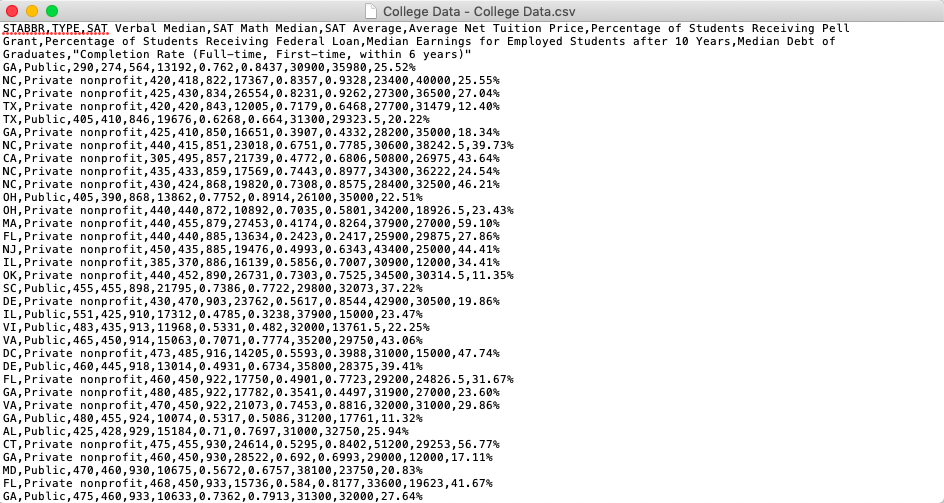 College Data - College Data.csv
STABBR,TYPE,SAT Verbal Median,SAT Math Median,SAT Average,Average Net Tuition Price,Percentage of Students Receiving Pell
Grant,Percentage of Students Receiving Federal Loan,Median Earnings for Employed Students after 10 Years,Median Debt of
Graduates,"Completion Rate (Full-time, First-time, within 6 years)"
GA,Public,290,274,564,13192,0.762,0.8437,30900,35980,25.52%
NC,Private nonprofit,420,418,822,17367,0.8357,0.9328,23400,40000,25.55%
NC,Private nonprofit,425,430,834,26554,0.8231,0.9262,27300,36500,27.04%
TX,Private nonprofit,420,420,843,12005,0.7179,0.6468,27700,31479,12.40%
TX,Public,405,410,846,19676,0.6268,0.664,31300,29323.5,20.22%
GA,Private nonprofit,425,410,850,16651,0.3907,0.4332,28200,35000,18.34%
NC,Private nonprofit,440,415,851,23018,0.6751,0.7785,30600,38242.5,39.73%
CA,Private nonprofit,305,495,857,21739,0.4772,0.6806,50800,26975,43.64%
NC,Private nonprofit,435,433,859,17569,0.7443,0.8977,34300,36222,24.54%
NC,Private nonprofit,430,424,868,19820,0.7308,0.8575,28400,32500,46.21%
OH,Public,405,390,868,13862,0.7752,0.8914,26100,35000,22.51%
OH,Private nonprofit,440,440,872,10892,0.7035,0.5801,34200,18926.5,23.43%
MA,Private nonprofit,440,455,879,27453,0.4174,0.8264,37900,27000,59.10%
FL,Private nonprofit,440,440,885,13634,0.2423,0.2417,25900,29875,27.86%
NJ,Private nonprofit,450,435,885,19476,0.4993,0.6343,43400,25000,44.41%
IL,Private nonprofit,385,370,886,16139,0.5856,0.7007,30900,12000,34.41%
OK,Private nonprofit,440,452,890,26731,0.7303,0.7525,34500,30314.5,11.35%
SC,Private nonprofit,455,455,898,21795,0.7386,0.7722,29800,32073,37.22%
DE,Private nonprofit,430,470,903,23762,0.5617,0.8544,42900,30500,19.86%
IL,Public,551,425,910,17312,0.4785,0.3238,37900,15000,23.47%
VI,Public,483,435,913,11968,0.5331,0.482,32000,13761.5,22.25%
VA,Public,465,450,914,15063,0.7071,0.7774,35200,29750,43.06%
DC,Private nonprofit,473,485,916,14205,0.5593,0.3988,31000,15000,47.74%
DE,Public,460,445,918,13014,0.4931,0.6734,35800,28375,39.41%
FL,Private nonprofit,460,450,922,17750,0.4901,0.7723,29200,24826.5,31.67%
GA,Private nonprofit,480,485,922,17782,0.3541,0.4497,31900,27000,23.60%
VA,Private nonprofit,470,450,922,21073,0.7453,0.8816,32000,31000,29.86%
GA,Public,480,455,924,10074,0.5317,0.5086,31200,17761,11.32%
AL,Public,425,428,929,15184,0.71,0.7697,31000,32750,25.94%
CT,Private nonprofit,475,455,930,24614,0.5295,0.8402,51200,29253,56.77%
GA,Private nonprofit,460,450,930,28522,0.692,0.6993,29000,12000,17.11%
MD,Public,470,460,930,10675,0.5672,0.6757,38100,23750,20.83%
FL,Private nonprofit,468,450,933,15736,0.584,0.8177,33600,19623,41.67%
GA,Public,475,460,933,10633,0.7362,0.7913,31300,32000,27.64%